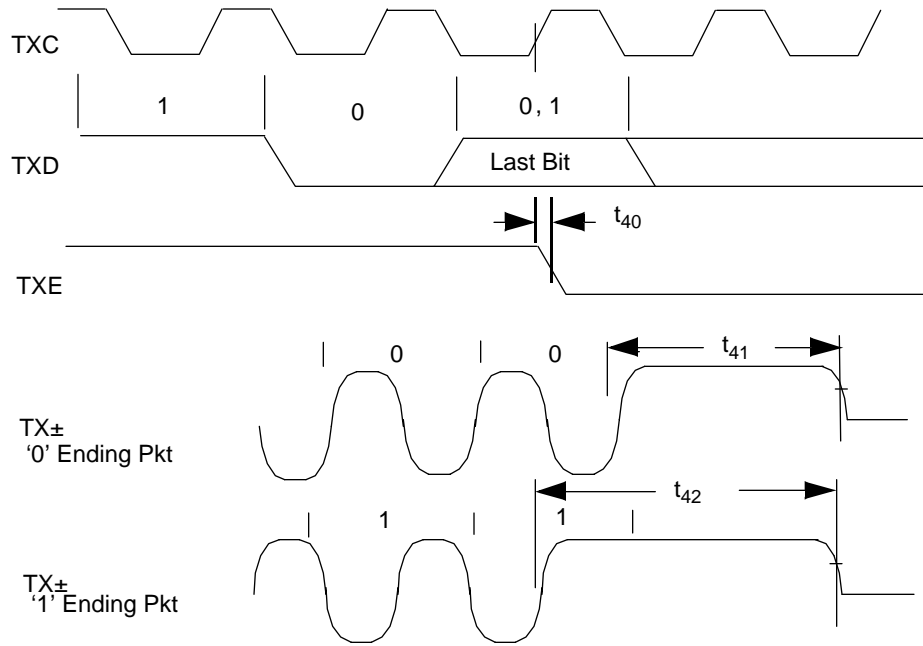 TXC
1 0 0, 1
TXD
Last Bit
t40
TXE
0 0 t41
TX±
‘0’ Ending Pkt
t42
1 1
TX±
‘1’ Ending Pkt